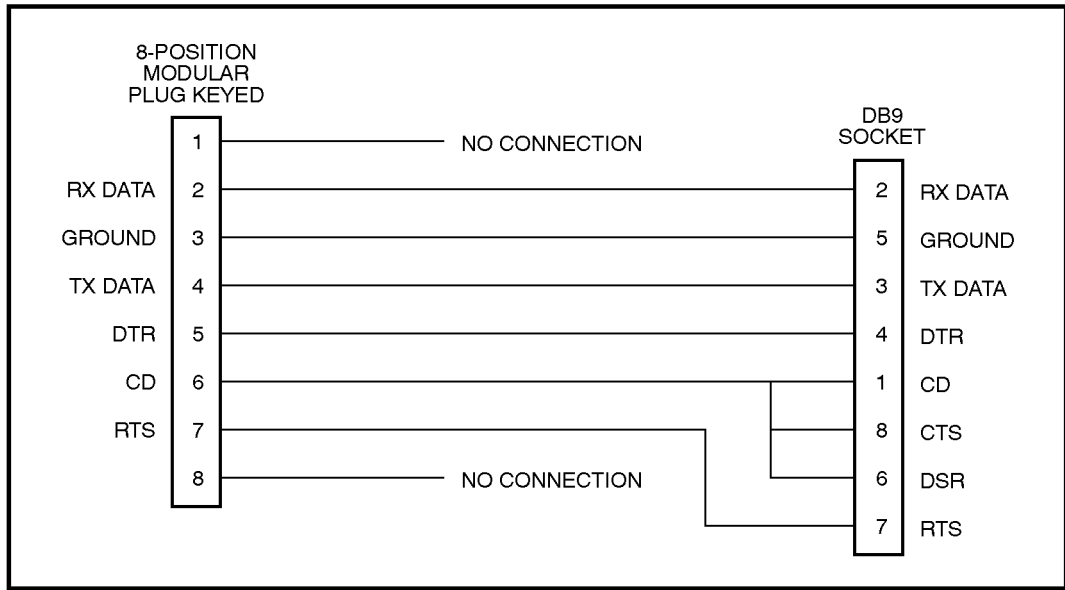 8-POSITION
MODULAR
PLUG KEYED
DB9
SOCKET
1 NO CONNECTION
RX DATA 2 2 RX DATA
GROUND 3 5 GROUND
TX DATA 4 3 TX DATA
DTR 5 4 DTR
CD 6 1 CD
RTS 7 8 CTS
8 NO CONNECTION 6 DSR
7 RTS